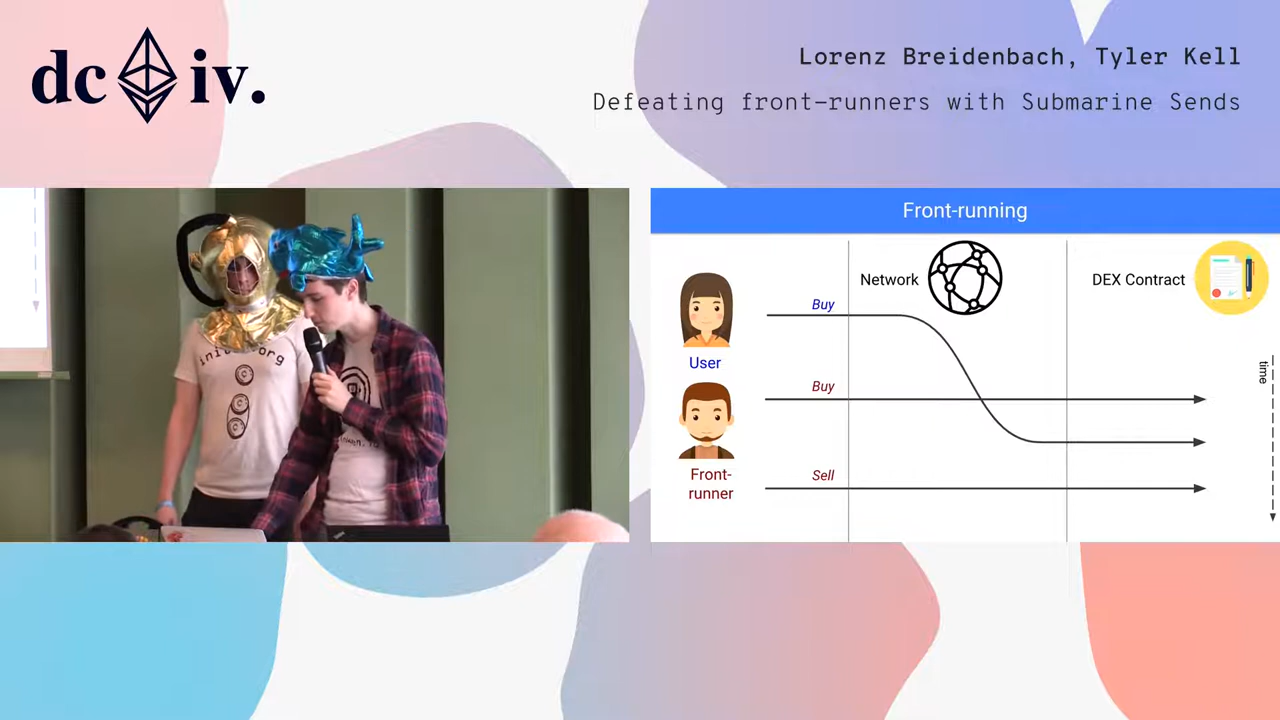 dc iv.
Lorenz Breidenbach, Tyler Kell
Defeating front-runners with Submarine Sends
Front-running
Network
DEX Contract
Buy
User
Buy
Front-
runner
Sell
time